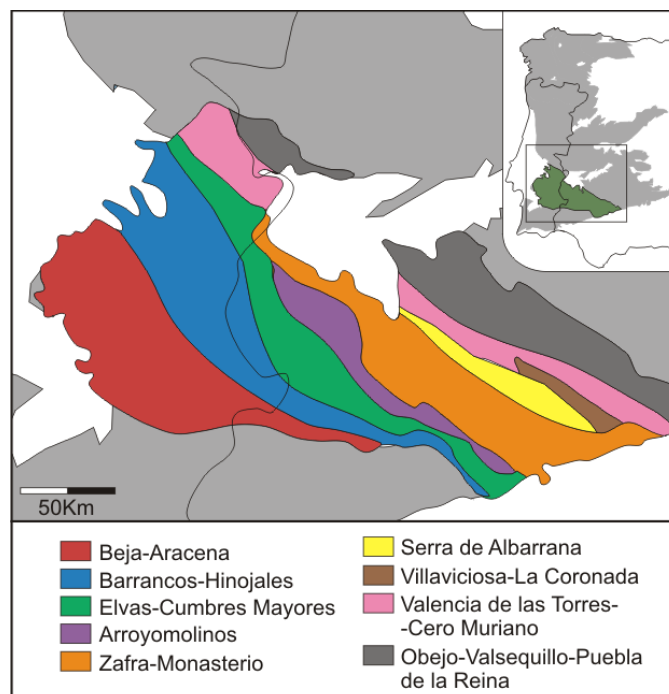 50Km
Beja-Aracena
Barrancos-Hinojales
Elvas-Cumbres Mayores
Arroyomolinos
Zafra-Monasterio
Serra de Albarrana
Villaviciosa-La Coronada
Valencia de las Torres-
-Cero Muriano
Obejo-Valsequillo-Puebla
de la Reina